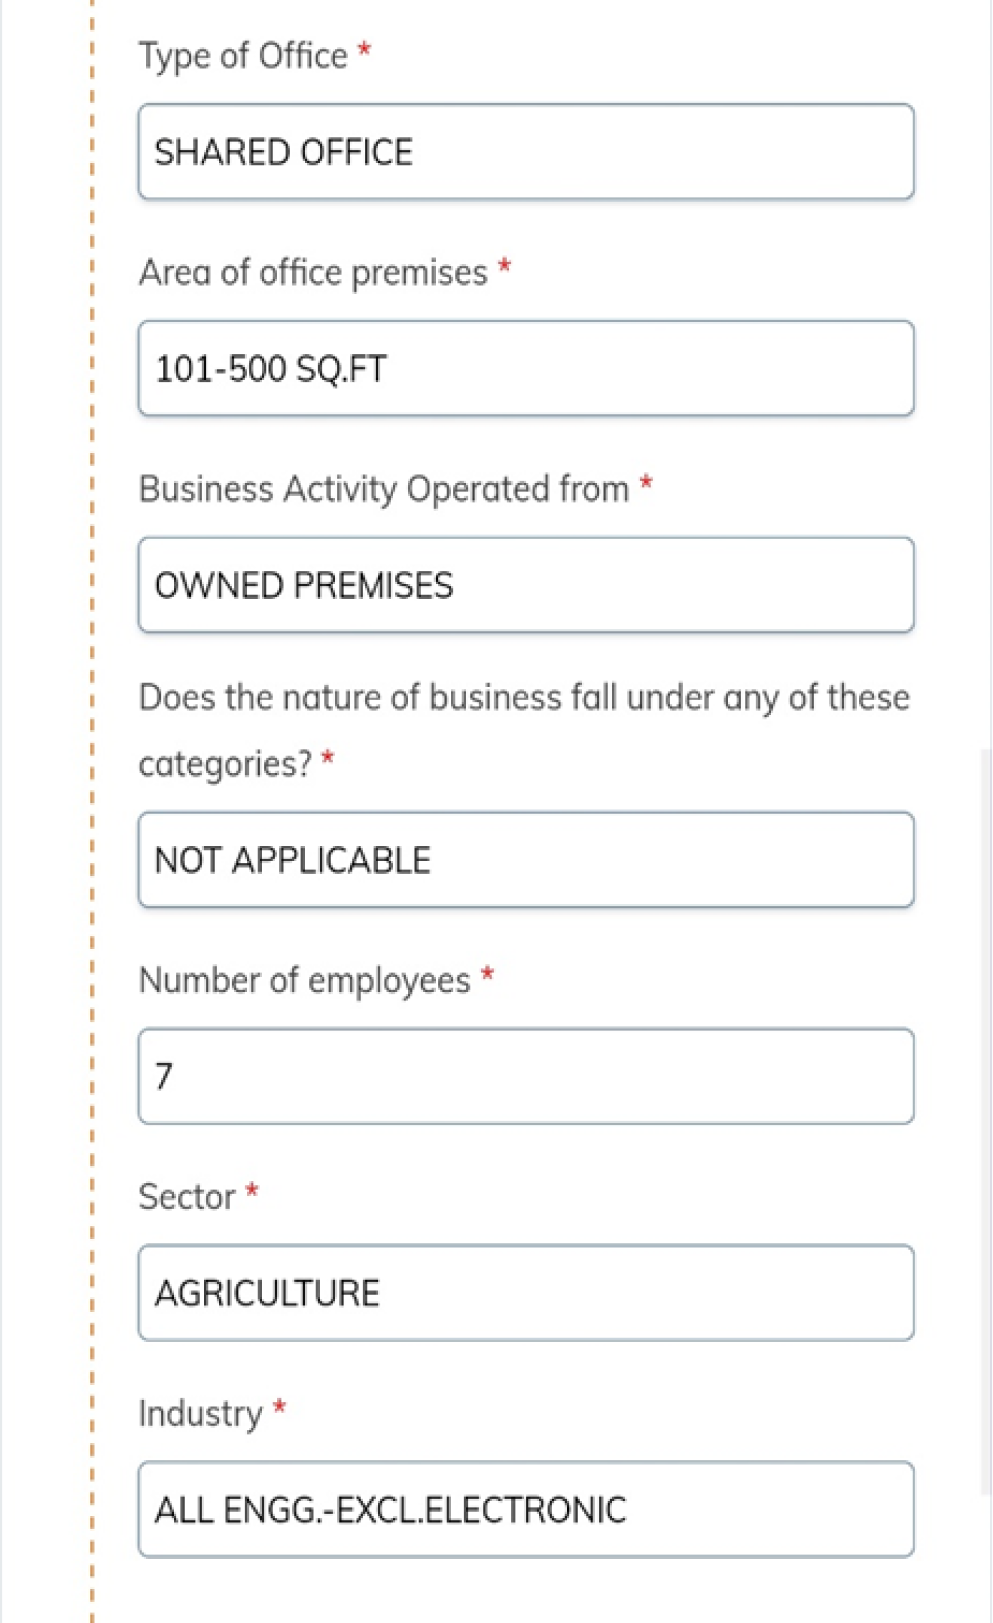 Type of Office *
SHARED OFFICE
Area of office premises *
101-500 SQ.FT
Business Activity Operated from *
OWNED PREMISES
Does the nature of business fall under any of these
categories? *
NOT APPLICABLE
Number of employees *
7
Sector *
AGRICULTURE
Industry *
ALL ENGG.-EXCL.ELECTRONIC